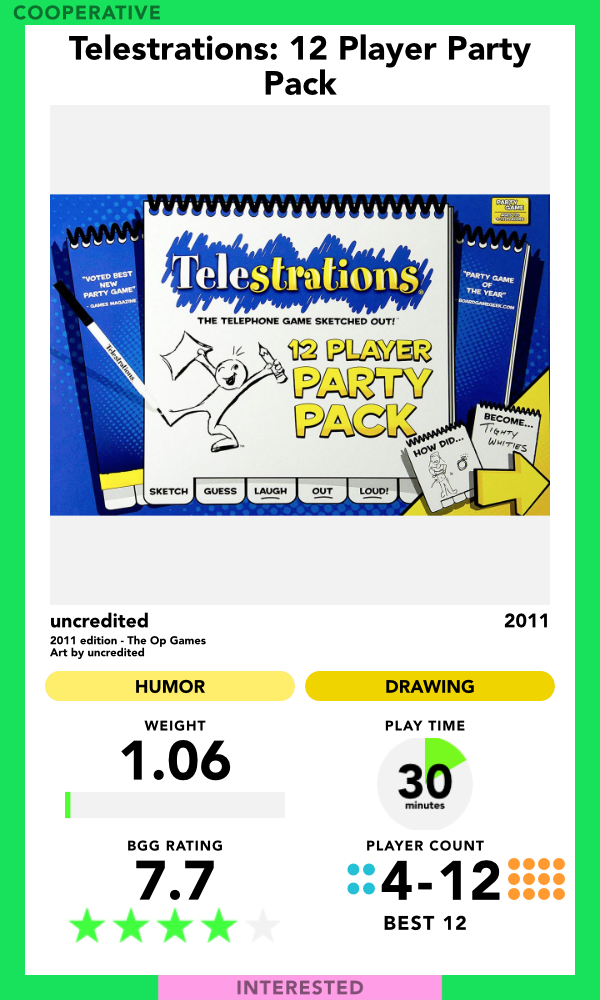 COOPERATIVE
Telestrations: 12 Player Party
Pack
PARTY
GAME
"VOTED BEST
NEW
PARTY GAME"
- GAMES MAGAZINE
"PARTY GAME
OF
THE YEAR"
BOARDGAMEGEEK.COM
Telestrations®
THE TELEPHONE GAME SKETCHED OUT!™
Telestrations
12 PLAYER
PARTY
PACK
HOW DID...
BECOME...
TIGHTY
WHITIES
SKETCH
GUESS
LAUGH
OUT
LOUD!
uncredited
2011
2011 edition - The Op Games
Art by uncredited
HUMOR
DRAWING
WEIGHT
1.06
PLAY TIME
30
minutes
BGG RATING
7.7
PLAYER COUNT
4-12
BEST 12
INTERESTED